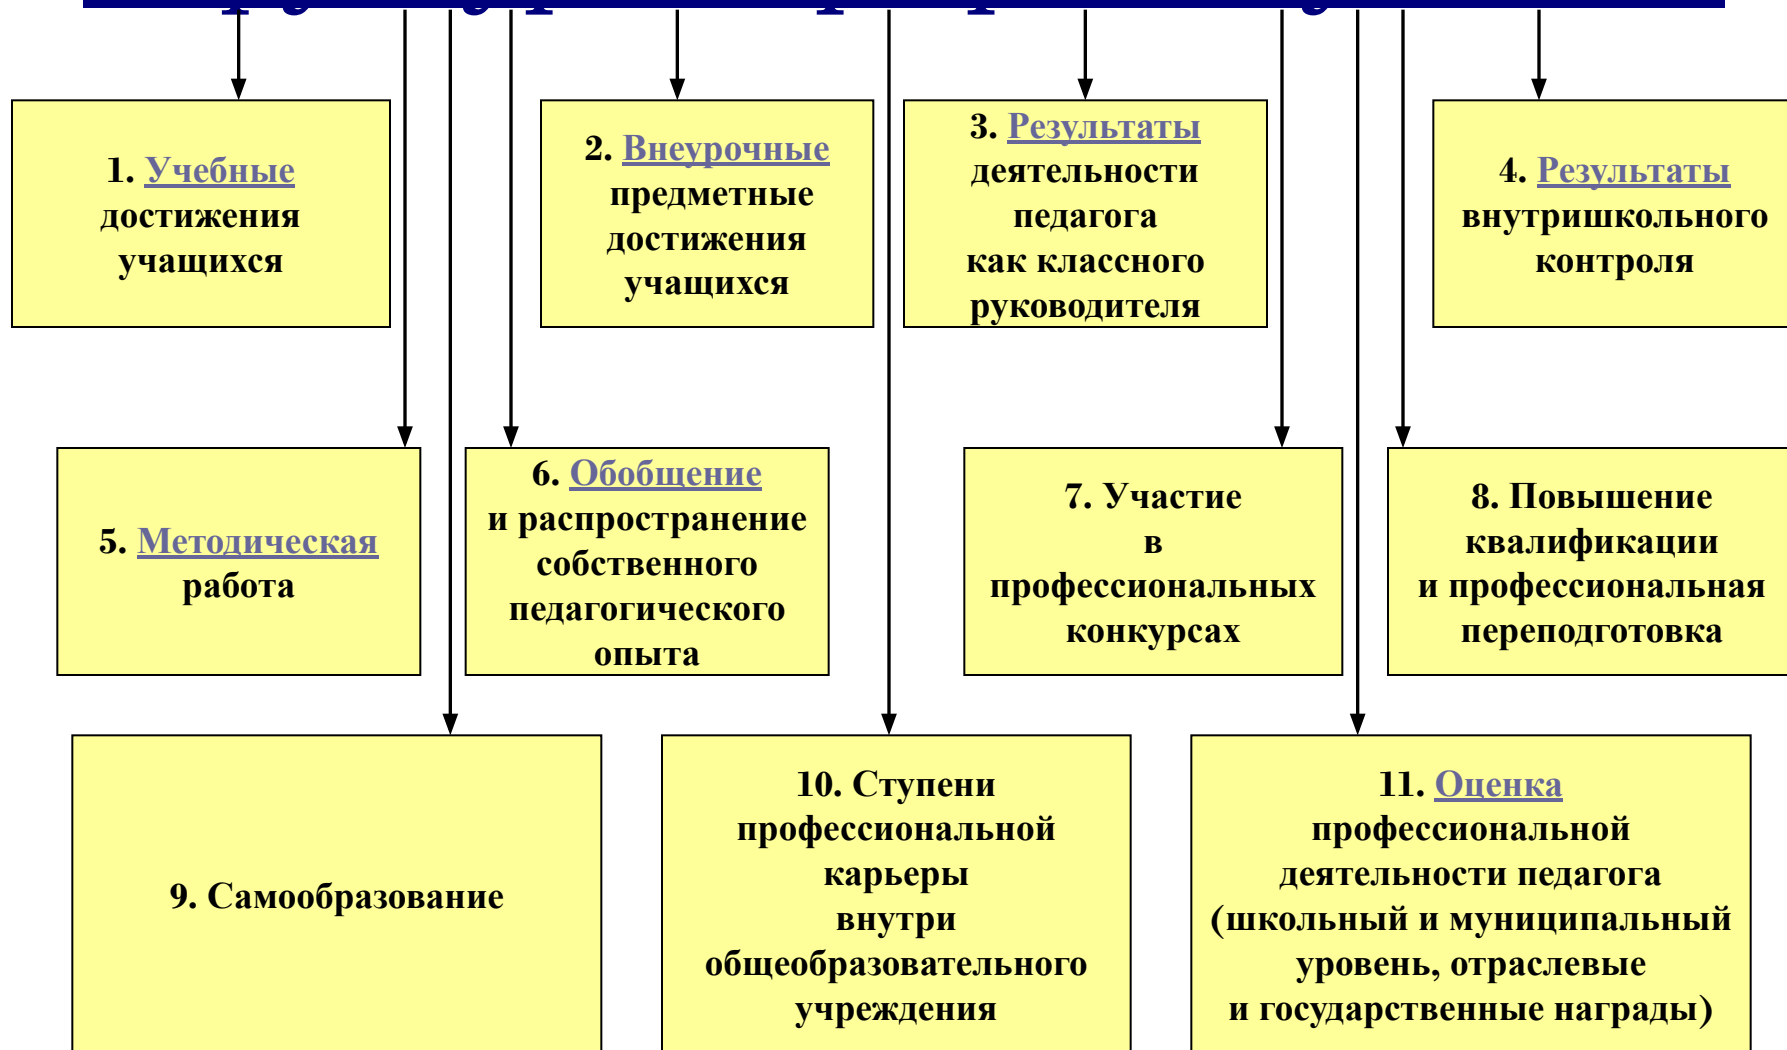 1. Учебные
достижения
учащихся
2. Внеурочные
предметные
достижения
учащихся
3. Результаты
деятельности
педагога
как классного
руководителя
4. Результаты
внутришкольного
контроля
5. Методическая
работа
6. Обобщение
и распространение
собственного
педагогического
опыта
7. Участие
в
профессиональных
конкурсах
8. Повышение
квалификации
и профессиональная
переподготовка
9. Самообразование
10. Ступени
профессиональной
карьеры
внутри
общеобразовательного
учреждения
11. Оценка
профессиональной
деятельности педагога
(школьный и муниципальный
уровень, отраслевые
и государственные награды)